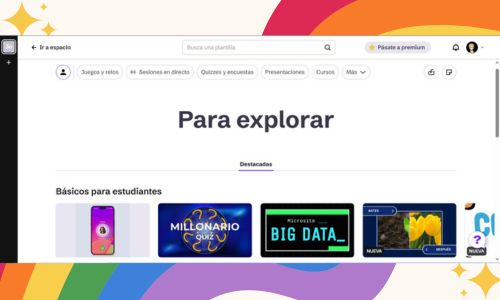 Ir a espacio
Busca una plantilla
Pásate a premium
Juegos y retos
Sesiones en directo
Quizzes y encuestas
Presentaciones
Cursos
Más
Para explorar
Destacadas
Básicos para estudiantes
MILLONARIO
QUIZ
Microsite
BIG DATA_
ANTES
DESPUÉS
NUEVA
NUEVA
?